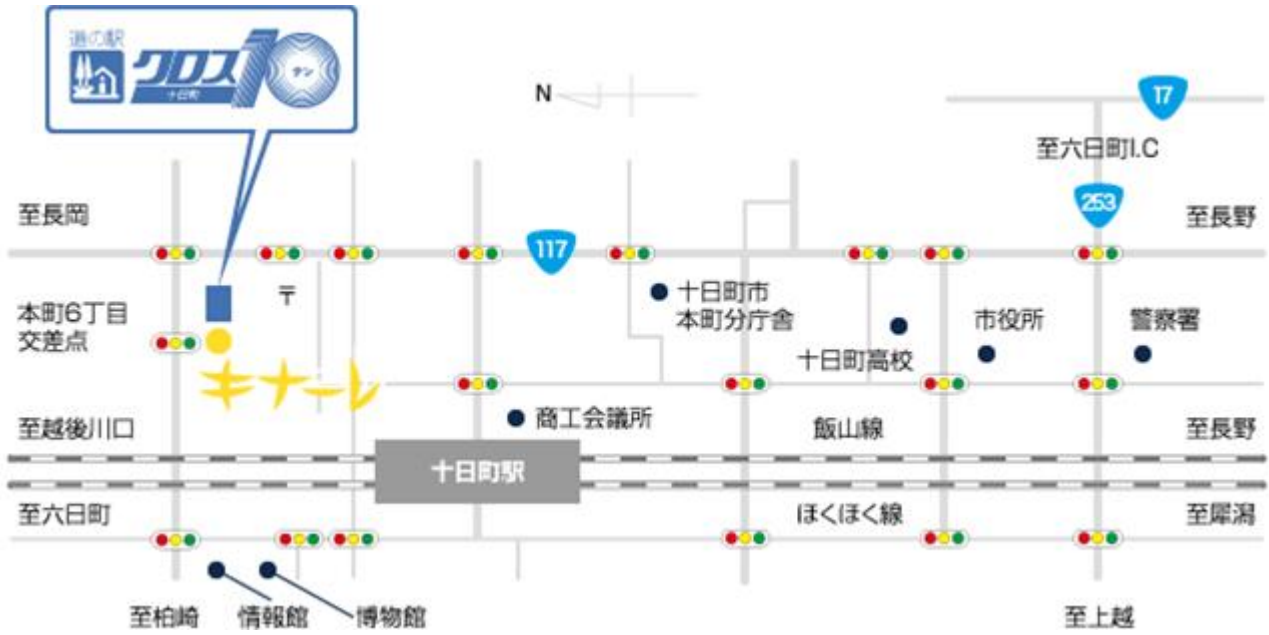 道の駅
クロス10
テン
十日町
N
17
至六日町I.C
253
至長岡
至長野
117
〒
十日町市
本町分庁舎
本町6丁目
交差点
市役所
警察署
十日町高校
キナーレ
商工会議所
至越後川口
飯山線
至長野
十日町駅
至六日町
ほくほく線
至犀潟
至柏崎
情報館
博物館
至上越